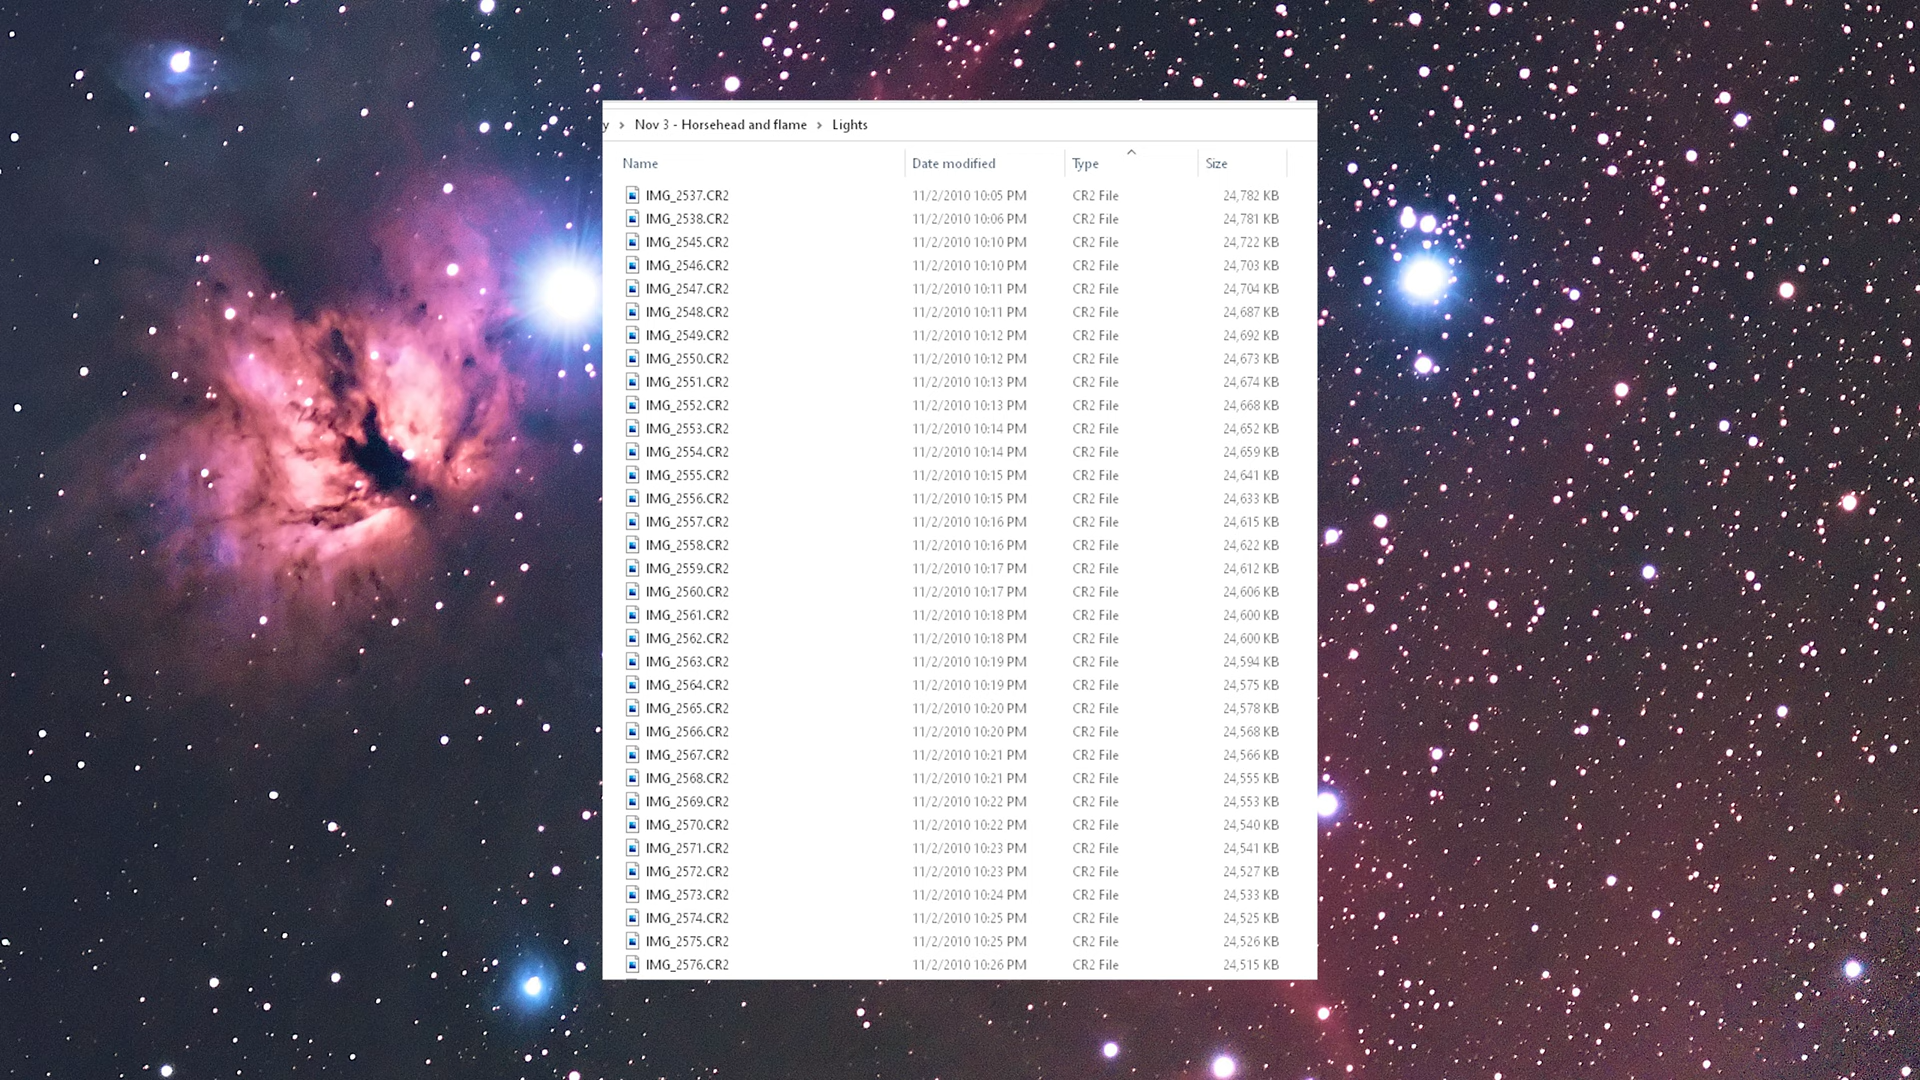 y > Nov 3 - Horsehead and flame > Lights
Name Date modified Type Size
IMG_2537.CR2 11/2/2010 10:05 PM CR2 File 24,782 KB
IMG_2538.CR2 11/2/2010 10:06 PM CR2 File 24,781 KB
IMG_2545.CR2 11/2/2010 10:10 PM CR2 File 24,722 KB
IMG_2546.CR2 11/2/2010 10:10 PM CR2 File 24,703 KB
IMG_2547.CR2 11/2/2010 10:11 PM CR2 File 24,704 KB
IMG_2548.CR2 11/2/2010 10:11 PM CR2 File 24,687 KB
IMG_2549.CR2 11/2/2010 10:12 PM CR2 File 24,692 KB
IMG_2550.CR2 11/2/2010 10:12 PM CR2 File 24,673 KB
IMG_2551.CR2 11/2/2010 10:13 PM CR2 File 24,674 KB
IMG_2552.CR2 11/2/2010 10:13 PM CR2 File 24,668 KB
IMG_2553.CR2 11/2/2010 10:14 PM CR2 File 24,652 KB
IMG_2554.CR2 11/2/2010 10:14 PM CR2 File 24,659 KB
IMG_2555.CR2 11/2/2010 10:15 PM CR2 File 24,641 KB
IMG_2556.CR2 11/2/2010 10:15 PM CR2 File 24,633 KB
IMG_2557.CR2 11/2/2010 10:16 PM CR2 File 24,615 KB
IMG_2558.CR2 11/2/2010 10:16 PM CR2 File 24,622 KB
IMG_2559.CR2 11/2/2010 10:17 PM CR2 File 24,612 KB
IMG_2560.CR2 11/2/2010 10:17 PM CR2 File 24,606 KB
IMG_2561.CR2 11/2/2010 10:18 PM CR2 File 24,600 KB
IMG_2562.CR2 11/2/2010 10:18 PM CR2 File 24,600 KB
IMG_2563.CR2 11/2/2010 10:19 PM CR2 File 24,594 KB
IMG_2564.CR2 11/2/2010 10:19 PM CR2 File 24,575 KB
IMG_2565.CR2 11/2/2010 10:20 PM CR2 File 24,578 KB
IMG_2566.CR2 11/2/2010 10:20 PM CR2 File 24,568 KB
IMG_2567.CR2 11/2/2010 10:21 PM CR2 File 24,566 KB
IMG_2568.CR2 11/2/2010 10:21 PM CR2 File 24,555 KB
IMG_2569.CR2 11/2/2010 10:22 PM CR2 File 24,553 KB
IMG_2570.CR2 11/2/2010 10:22 PM CR2 File 24,540 KB
IMG_2571.CR2 11/2/2010 10:23 PM CR2 File 24,541 KB
IMG_2572.CR2 11/2/2010 10:23 PM CR2 File 24,527 KB
IMG_2573.CR2 11/2/2010 10:24 PM CR2 File 24,533 KB
IMG_2574.CR2 11/2/2010 10:25 PM CR2 File 24,525 KB
IMG_2575.CR2 11/2/2010 10:25 PM CR2 File 24,526 KB
IMG_2576.CR2 11/2/2010 10:26 PM CR2 File 24,515 KB